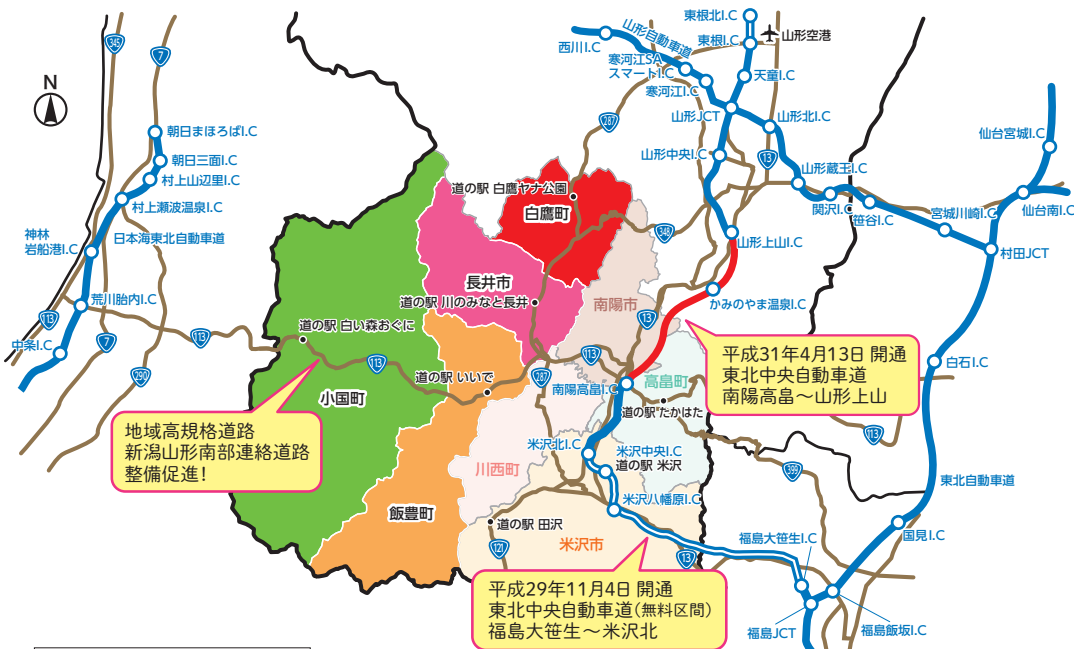 N
345
7
朝日まほろばI.C
朝日三面I.C
村上山辺里I.C
村上瀬波温泉I.C
神林
岩船港I.C
日本海東北自動車道
荒川胎内I.C
113
中条I.C
7
290
113
西川I.C
山形自動車道
寒河江SA
スマートI.C
寒河江I.C
東根北I.C
東根I.C
山形空港
天童I.C
山形JCT
山形北I.C
287
山形中央I.C
13
山形蔵王I.C
関沢I.C
笹谷I.C
宮城川崎I.C
仙台宮城I.C
仙台南I.C
村田JCT
道の駅 白鷹ヤナ公園
白鷹町
348
山形上山I.C
長井市
道の駅 川のみなと長井
南陽市
かみのやま温泉I.C
13
道の駅 白い森おぐに
113
113
道の駅 いいで
287
南陽高畠I.C
高畠町
道の駅 たかはた
小国町
平成31年4月13日 開通
東北中央自動車道
南陽高畠〜山形上山
白石I.C
113
地域高規格道路
新潟山形南部連絡道路
整備促進!
米沢北I.C
米沢中央I.C
道の駅 米沢
川西町
399
東北自動車道
米沢八幡原I.C
飯豊町
道の駅 田沢
米沢市
121
13
福島大笹生I.C
国見I.C
平成29年11月4日 開通
東北中央自動車道(無料区間)
福島大笹生〜米沢北
福島JCT
福島飯坂I.C